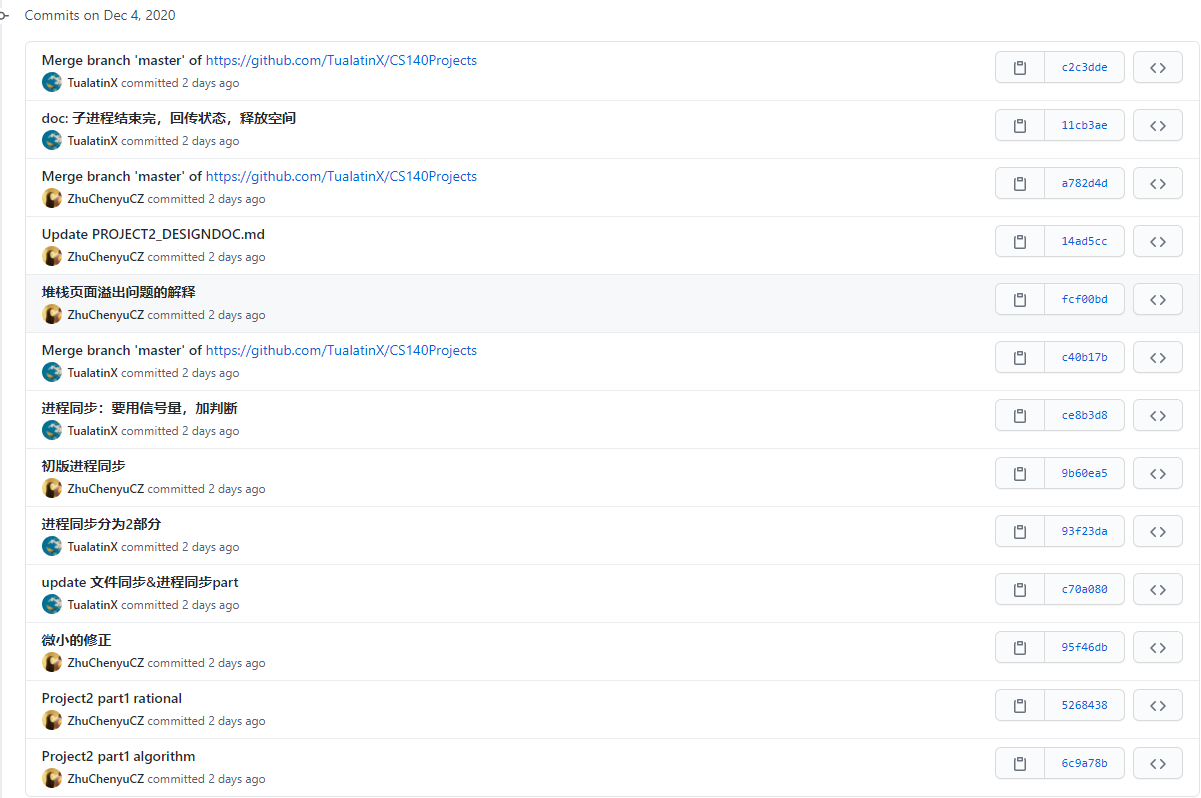 Commits on Dec 4, 2020
Merge branch 'master' of https://github.com/TualatinX/CS140Projects
TualatinX committed 2 days ago
c2c3dde
doc: 子进程结束完，回传状态，释放空间
TualatinX committed 2 days ago
11cb3ae
Merge branch 'master' of https://github.com/TualatinX/CS140Projects
ZhuChenyuCZ committed 2 days ago
a782d4d
Update PROJECT2_DESIGNDOC.md
ZhuChenyuCZ committed 2 days ago
14ad5cc
堆栈页面溢出问题的解释
ZhuChenyuCZ committed 2 days ago
fcf00bd
Merge branch 'master' of https://github.com/TualatinX/CS140Projects
TualatinX committed 2 days ago
c40b17b
进程同步：要用信号量，加判断
TualatinX committed 2 days ago
ce8b3d8
初版进程同步
ZhuChenyuCZ committed 2 days ago
9b60ea5
进程同步分为2部分
TualatinX committed 2 days ago
93f23da
update 文件同步&进程同步part
TualatinX committed 2 days ago
c70a080
微小的修正
ZhuChenyuCZ committed 2 days ago
95f46db
Project2 part1 rational
ZhuChenyuCZ committed 2 days ago
5268438
Project2 part1 algorithm
ZhuChenyuCZ committed 2 days ago
6c9a78b